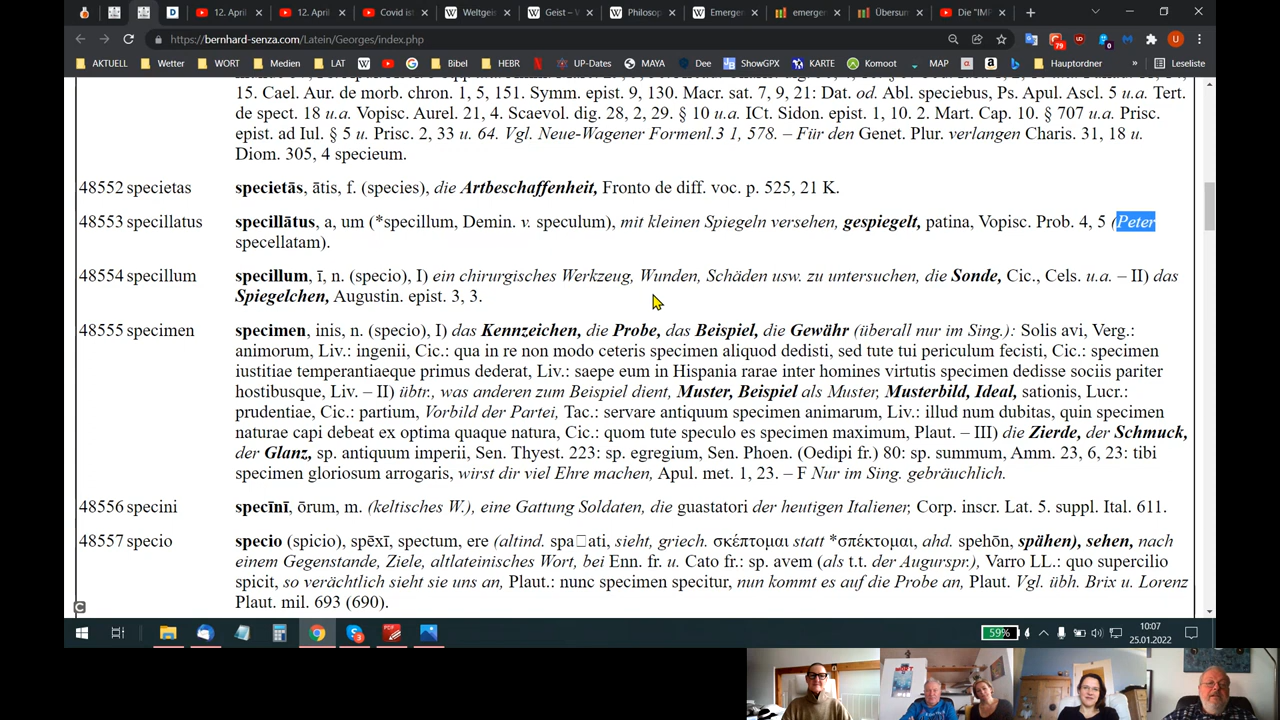 12. April
12. April
Covid ist
Weltgeis
Geist – V
Philosop
Emergen
emergen
Übersun
Die "IMP
https://bernhard-senza.com/Latein/Georges/index.php
79
0
U
AKTUELL
Wetter
WORT
Medien
LAT
Bibel
HEBR
UP-Dates
MAYA
Dee
ShowGPX
KARTE
Komoot
MAP
Hauptordner
»
Leseliste
15. Cael. Aur. de morb. chron. 1, 5, 151. Symm. epist. 9, 130. Macr. sat. 7, 9, 21: Dat. od. Abl. speciebus, Ps. Apul. Ascl. 5 u.a. Tert.
de spect. 18 u.a. Vopisc. Aurel. 21, 4. Scaevol. dig. 28, 2, 29. § 10 u.a. ICt. Sidon. epist. 1, 10. 2. Mart. Cap. 10. § 707 u.a. Prisc.
epist. ad Iul. § 5 u. Prisc. 2, 33 u. 64. Vgl. Neue-Wagener Formenl.3 1, 578. – Für den Genet. Plur. verlangen Charis. 31, 18 u.
Diom. 305, 4 specieum.
48552 specietas specietās, ātis, f. (species), die Artbeschaffenheit, Fronto de diff. voc. p. 525, 21 K.
48553 specillatus specillātus, a, um (*specillum, Demin. v. speculum), mit kleinen Spiegeln versehen, gespiegelt, patina, Vopisc. Prob. 4, 5 (Peter
specellatam).
48554 specillum specillum, ī, n. (specio), I) ein chirurgisches Werkzeug, Wunden, Schäden usw. zu untersuchen, die Sonde, Cic., Cels. u.a. – II) das
Spiegelchen, Augustin. epist. 3, 3.
48555 specimen specimen, inis, n. (specio), I) das Kennzeichen, die Probe, das Beispiel, die Gewähr (überall nur im Sing.): Solis avi, Verg.:
animorum, Liv.: ingenii, Cic.: qua in re non modo ceteris specimen aliquod dedisti, sed tute tui periculum fecisti, Cic.: specimen
iustitiae temperantiaeque primus dederat, Liv.: saepe eum in Hispania rarae inter homines virtutis specimen dedisse sociis pariter
hostibusque, Liv. – II) übtr., was anderen zum Beispiel dient, Muster, Beispiel als Muster, Musterbild, Ideal, sationis, Lucr.:
prudentiae, Cic.: partium, Vorbild der Partei, Tac.: servare antiquum specimen animarum, Liv.: illud num dubitas, quin specimen
naturae capi debeat ex optima quaque natura, Cic.: quom tute speculo es specimen maximum, Plaut. – III) die Zierde, der Schmuck,
der Glanz, sp. antiquum imperii, Sen. Thyest. 223: sp. egregium, Sen. Phoen. (Oedipi fr.) 80: sp. summum, Amm. 23, 6, 23: tibi
specimen gloriosum arrogaris, wirst dir viel Ehre machen, Apul. met. 1, 23. – F Nur im Sing. gebräuchlich.
48556 specini specīnī, ōrum, m. (keltisches W.), eine Gattung Soldaten, die guastatori der heutigen Italiener, Corp. inscr. Lat. 5. suppl. Ital. 611.
48557 specio specio (spicio), spēxī, spectum, ere (altind. spa□ati, sieht, griech. σκέπτομαι statt *σπέκτομαι, ahd. spehōn, spähen), sehen, nach
einem Gegenstande, Ziele, altlateinisches Wort, bei Enn. fr. u. Cato fr.: sp. avem (als t.t. der Augurspr.), Varro LL.: quo supercilio
spicit, so verächtlich sieht sie uns an, Plaut.: nunc specimen specitur, nun kommt es auf die Probe an, Plaut. Vgl. übh. Brix u. Lorenz
Plaut. mil. 693 (690).
59%
10:07
25.01.2022